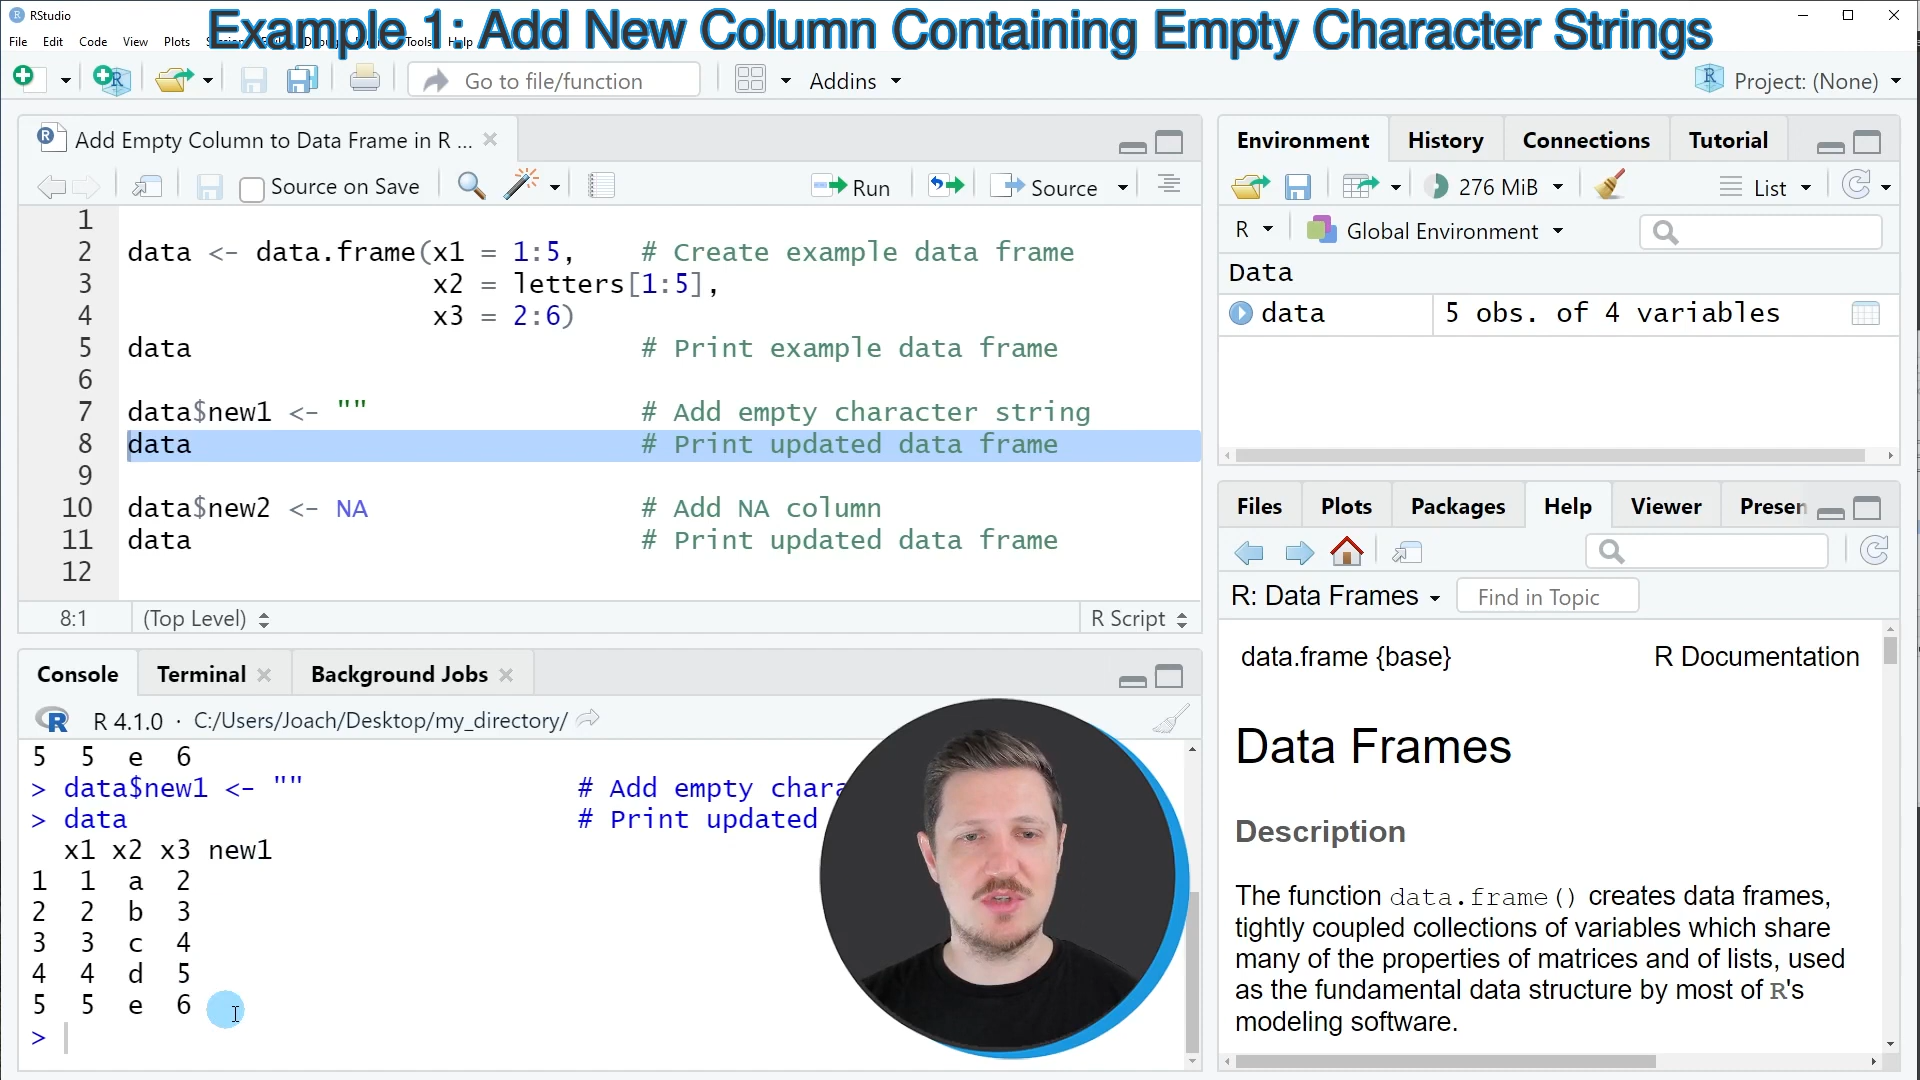 RStudio
Example 1: Add New Column Containing Empty Character Strings
File Edit Code View Plots Tools Help
Go to file/function Addins Project: (None)
Add Empty Column to Data Frame in R ...
Source on Save Run Source
1
2 data <- data.frame(x1 = 1:5, # Create example data frame
3 x2 = letters[1:5],
4 x3 = 2:6)
5 data # Print example data frame
6
7 data$new1 <- "" # Add empty character string
8 data # Print updated data frame
9
10 data$new2 <- NA # Add NA column
11 data # Print updated data frame
12
8:1 (Top Level) R Script
Console Terminal Background Jobs
R 4.1.0 · C:/Users/Joach/Desktop/my_directory/
5 5 e 6
> data$new1 <- "" # Add empty chara
> data # Print updated
x1 x2 x3 new1
1 1 a 2
2 2 b 3
3 3 c 4
4 4 d 5
5 5 e 6
>
Environment History Connections Tutorial
276 MiB List
R Global Environment
Data
data 5 obs. of 4 variables
Files Plots Packages Help Viewer Presen
R: Data Frames Find in Topic
data.frame {base} R Documentation
Data Frames
Description
The function data.frame() creates data frames,
tightly coupled collections of variables which share
many of the properties of matrices and of lists, used
as the fundamental data structure by most of R's
modeling software.